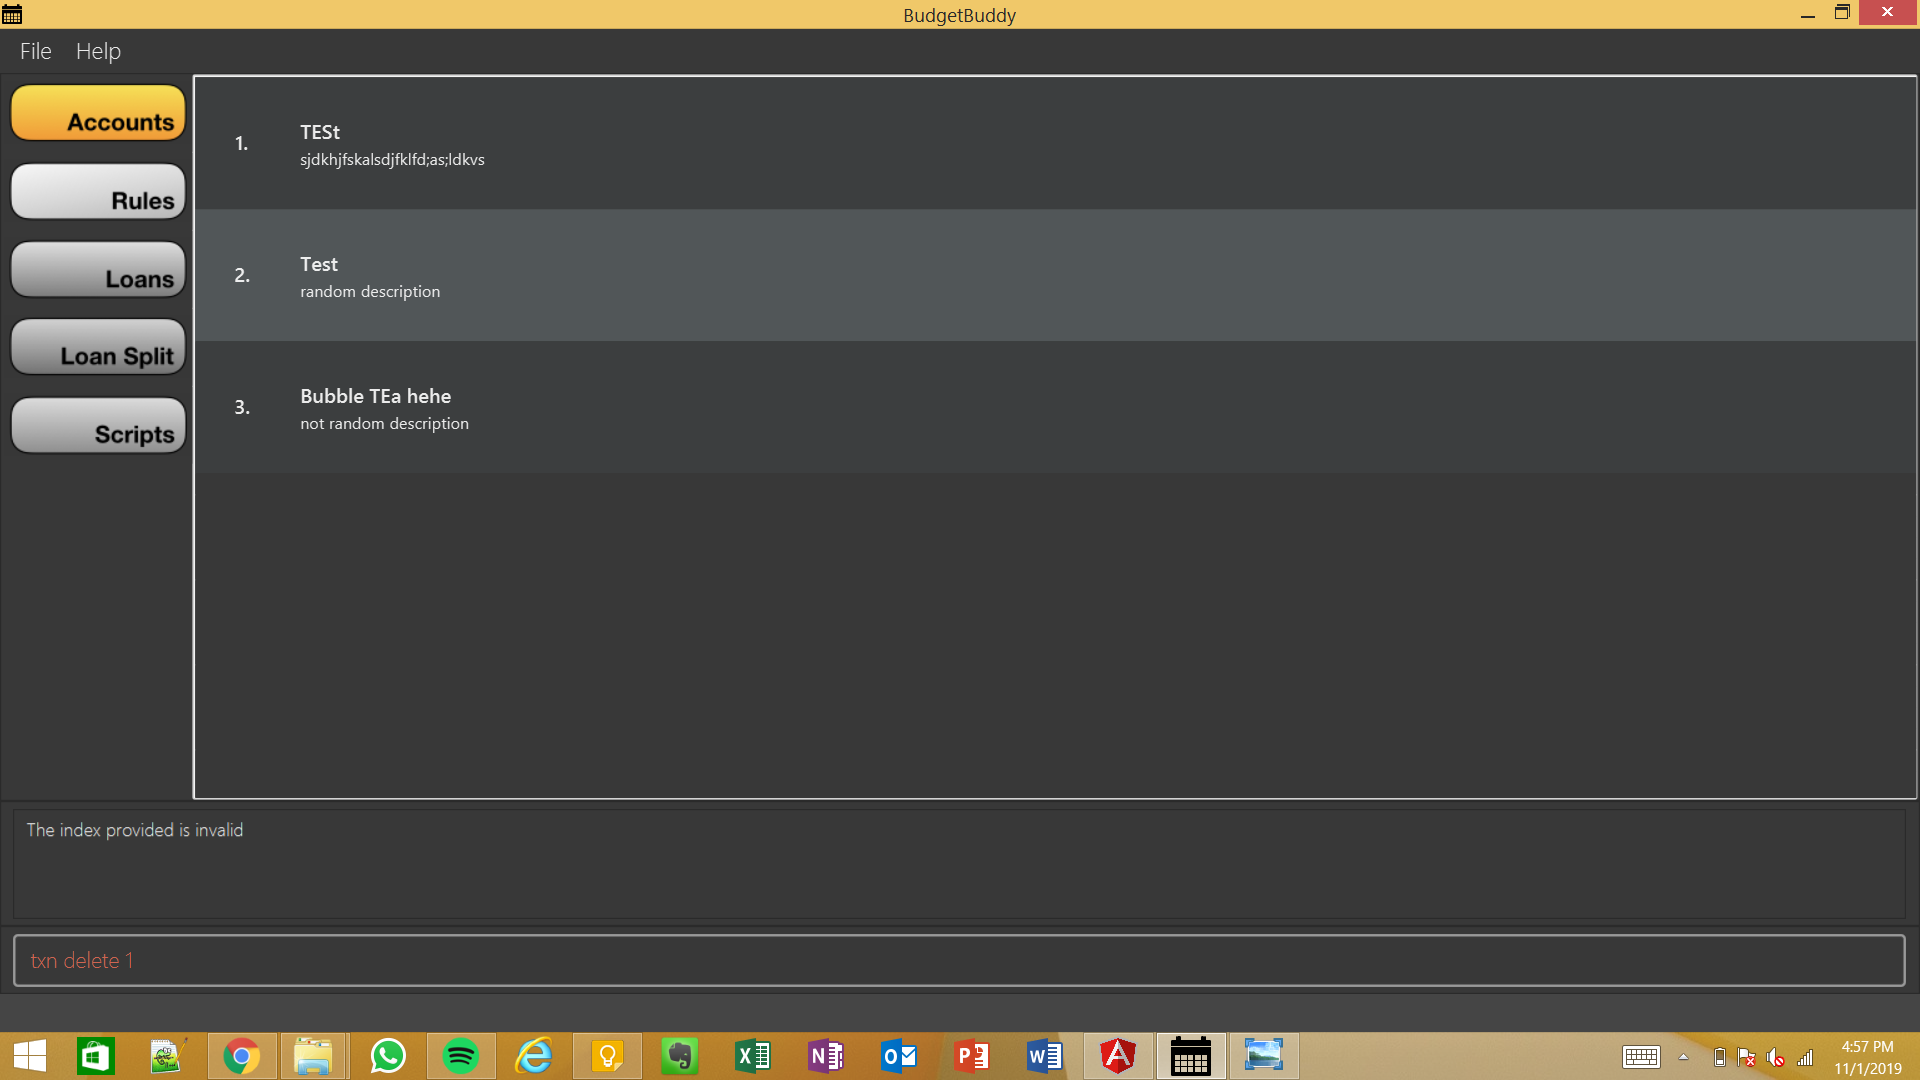 BudgetBuddy
File Help
Accounts
Rules
Loans
Loan Split
Scripts
1. TESt
sjdkhjfskalsdjfklfd;as;ldkvs
2. Test
random description
3. Bubble TEa hehe
not random description
The index provided is invalid
txn delete 1
4:57 PM
11/1/2019